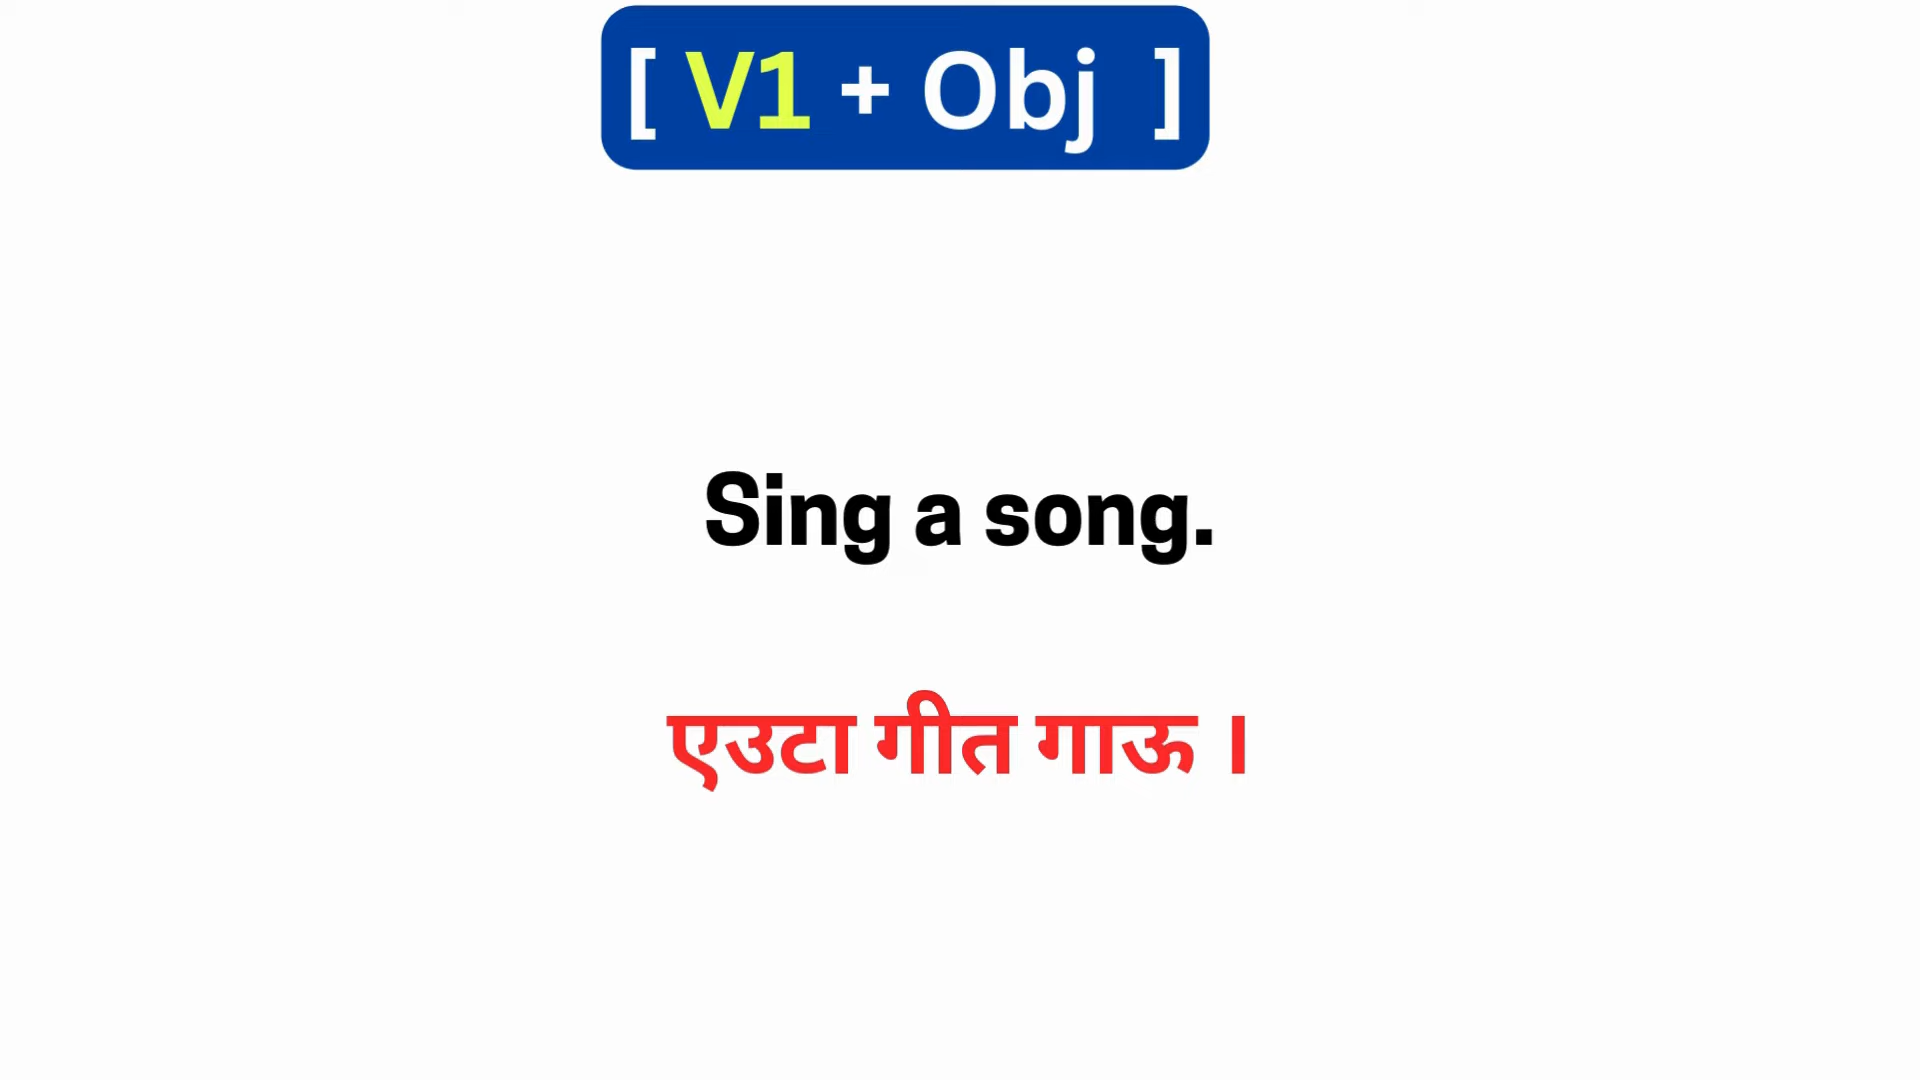 [ V1 + Obj ]
Sing a song.
एउटा गीत गाऊ ।